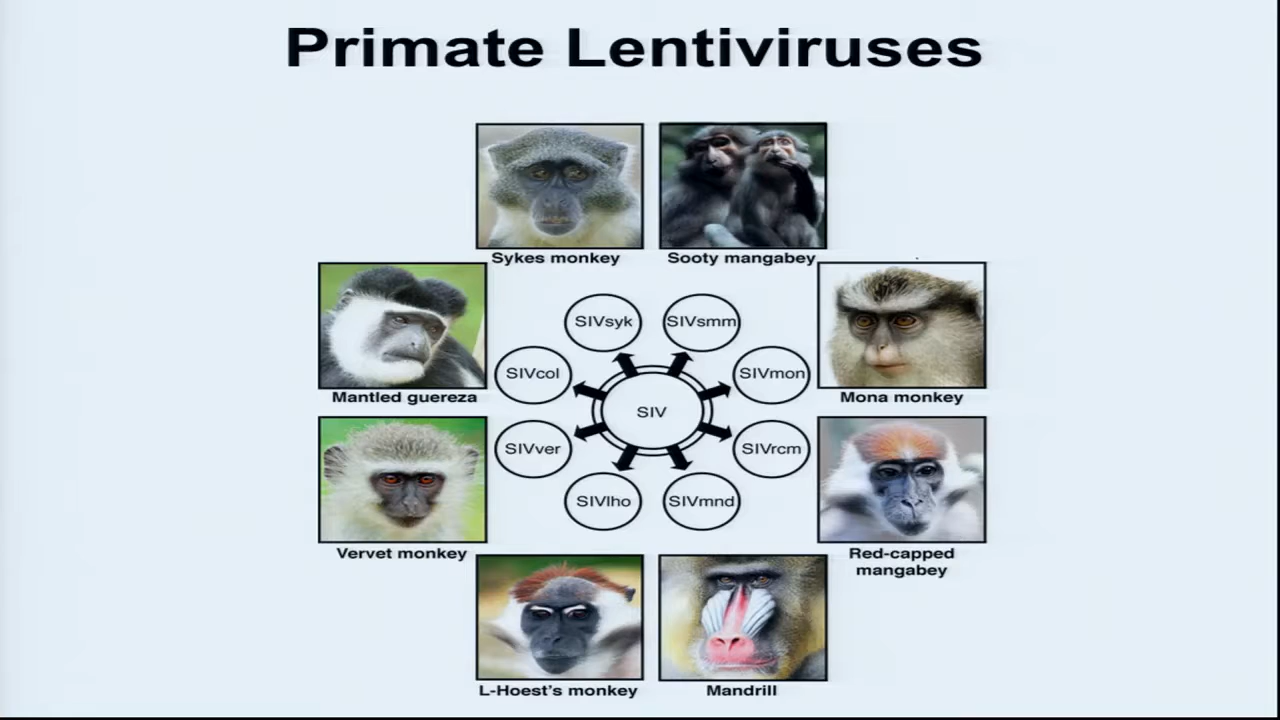 Primate Lentiviruses
Sykes monkey
Sooty mangabey
SIVsyk
SIVsmm
SIVcol
SIVmon
Mantled guereza
Mona monkey
SIV
SIVver
SIVrcm
SIVlho
SIVmnd
Vervet monkey
Red-capped
mangabey
L-Hoest's monkey
Mandrill